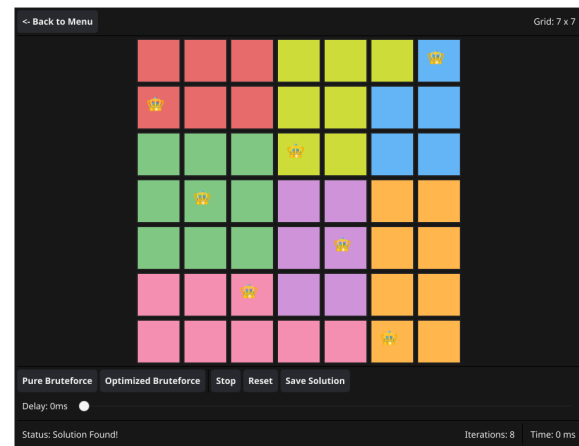 <- Back to Menu Grid: 7 x 7
Pure Bruteforce Optimized Bruteforce Stop Reset Save Solution
Delay: 0ms
Status: Solution Found! Iterations: 8 Time: 0 ms